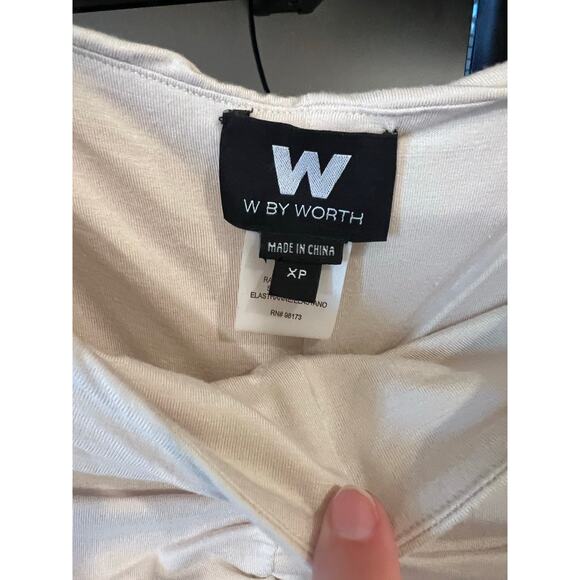 W
W BY WORTH
MADE IN CHINA
XP
RN# 98173